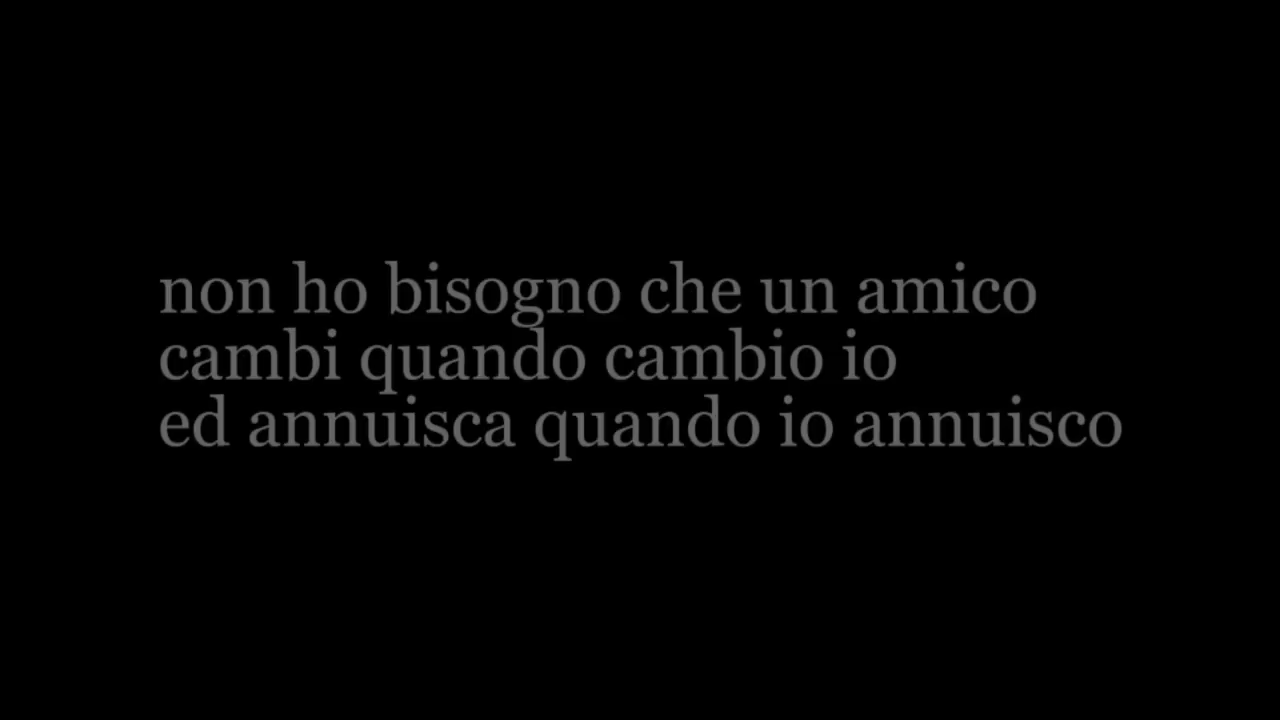 non ho bisogno che un amico
cambi quando cambio io
ed annuisca quando io annuisco